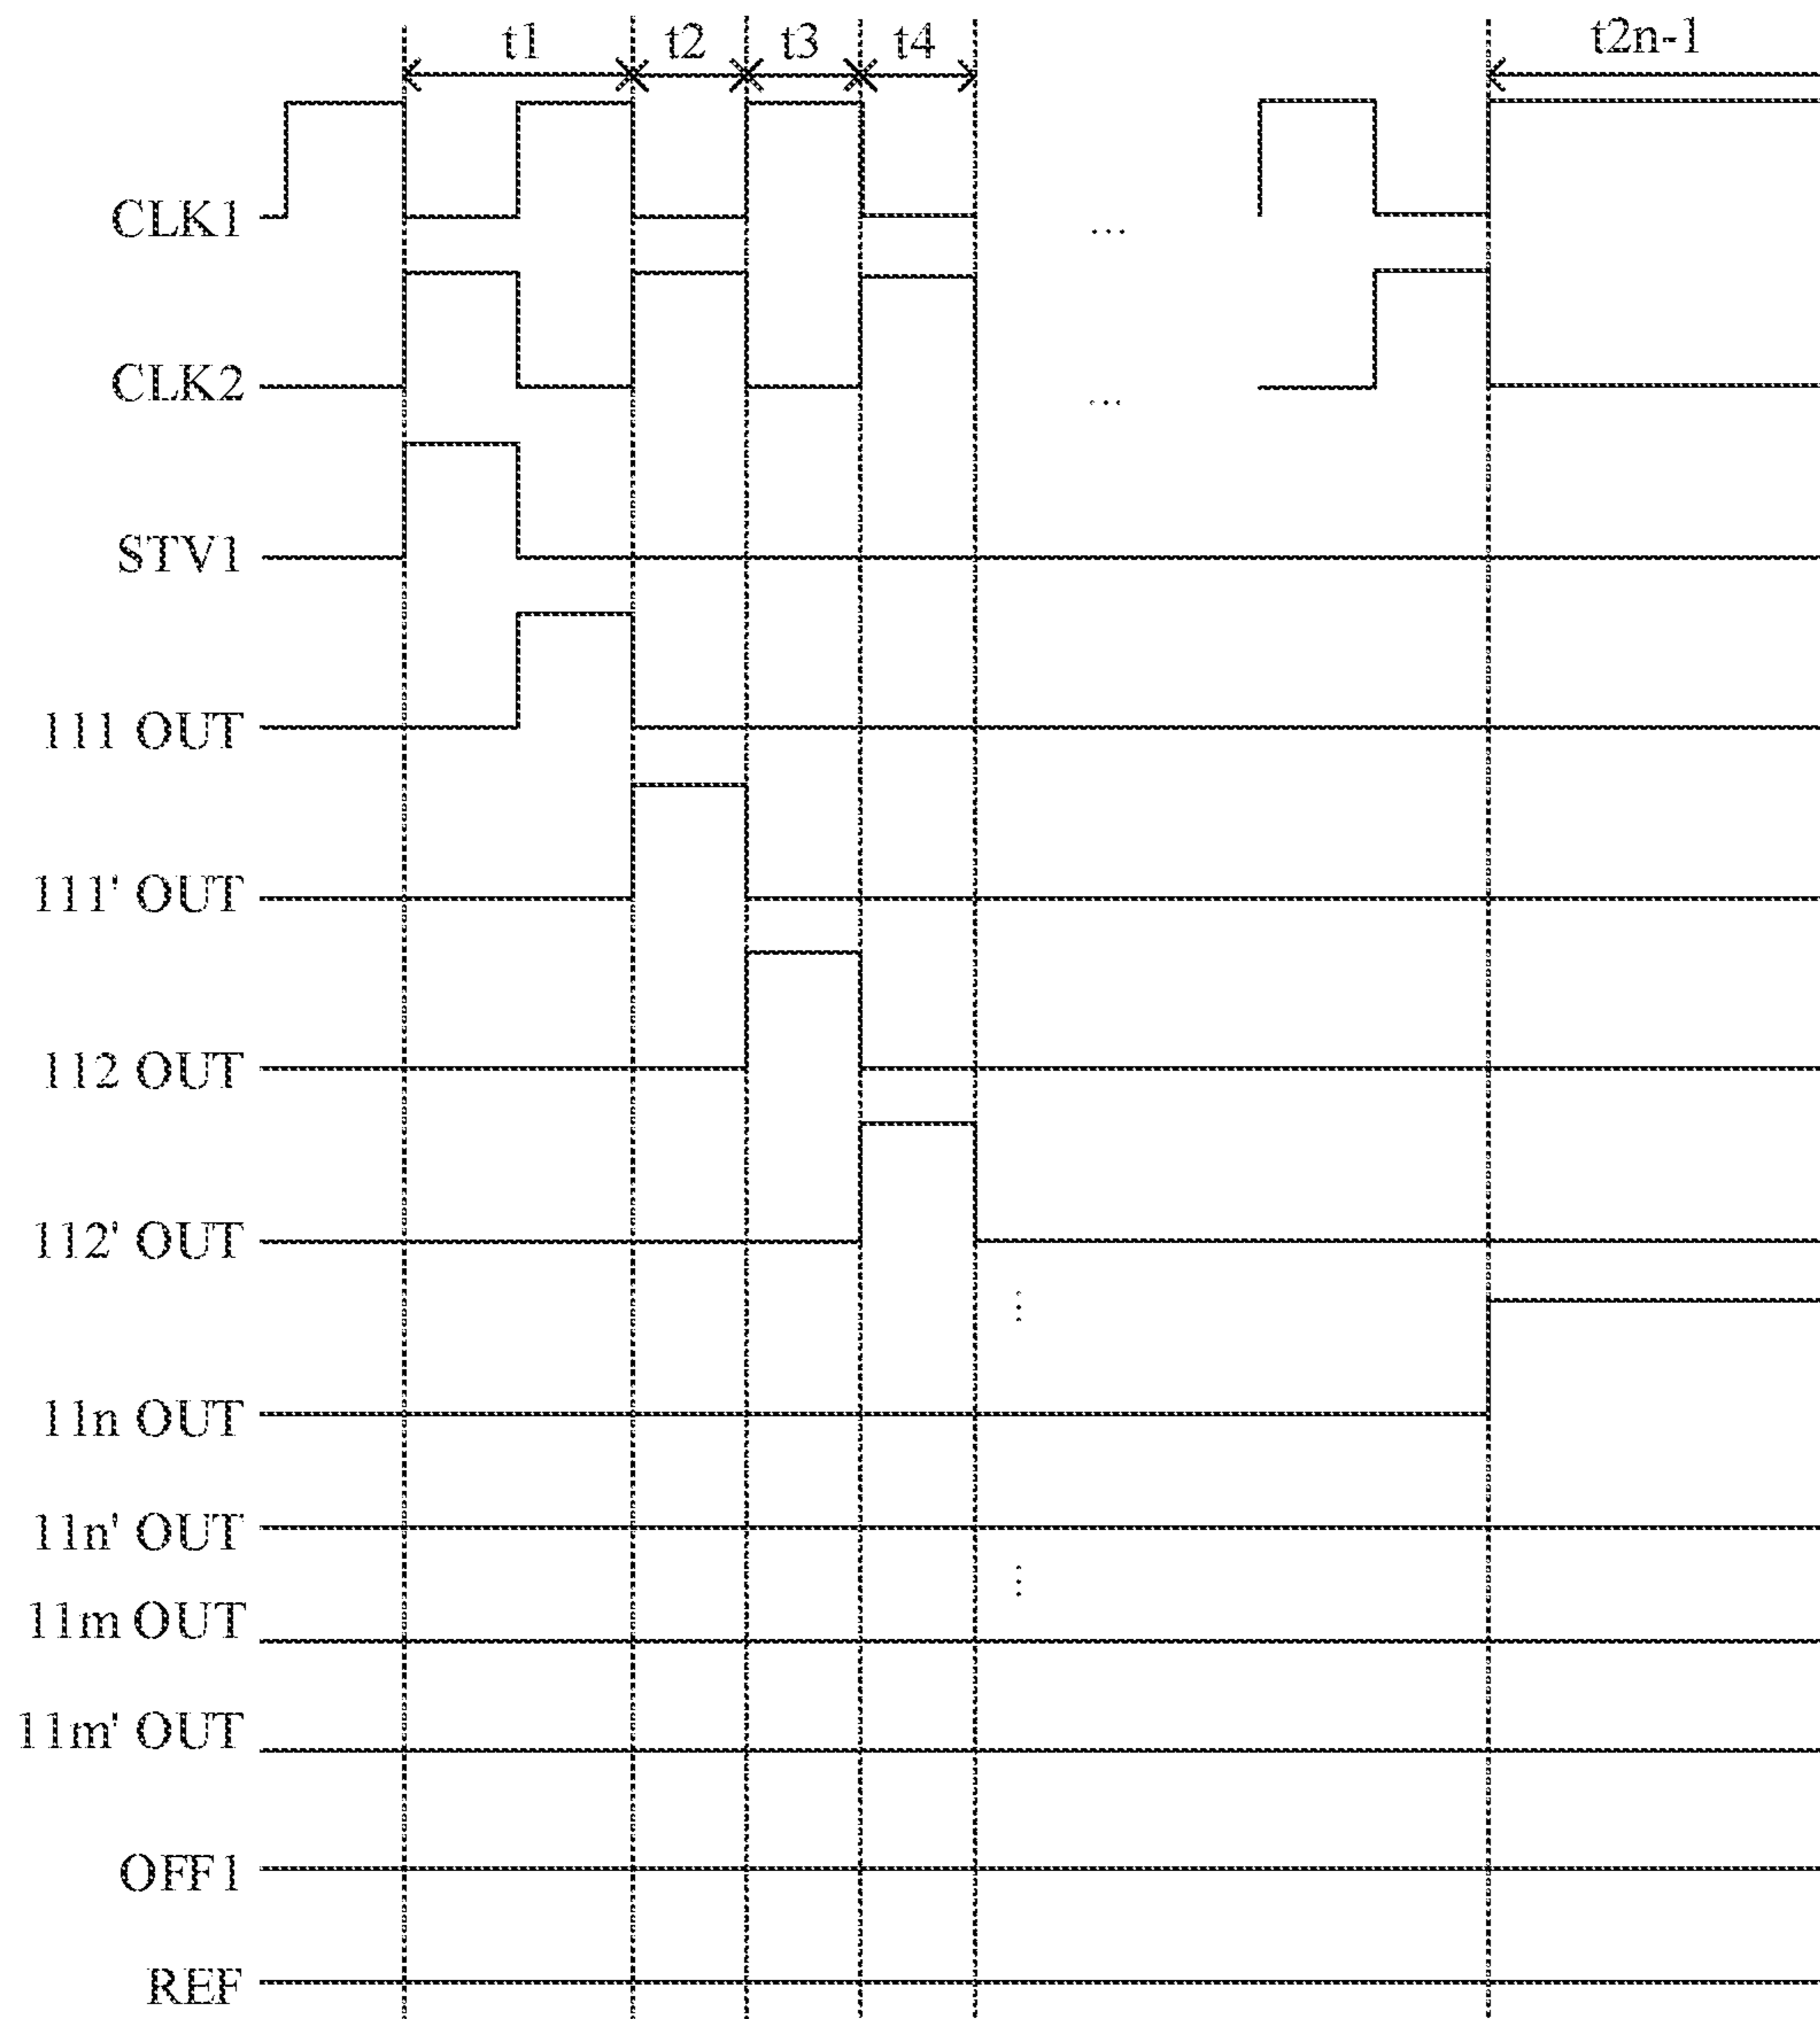 t1 t2 t3 t4 t2n-1
CLK1 ...
CLK2 ...
STV1
111 OUT
111' OUT
112 OUT
112' OUT
⋮
11n OUT
11n' OUT
⋮
11m OUT
11m' OUT
OFF1
REF